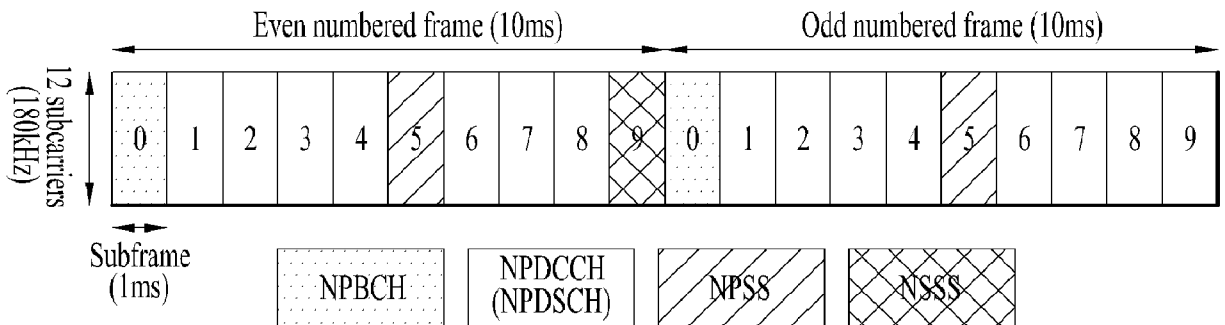 Even numbered frame (10ms) Odd numbered frame (10ms)
12 subcarriers
(180kHz)
0 1 2 3 4 5 6 7 8 9 0 1 2 3 4 5 6 7 8 9
Subframe
(1ms)
NPBCH
NPDCCH
(NPDSCH)
NPSS
NSSS